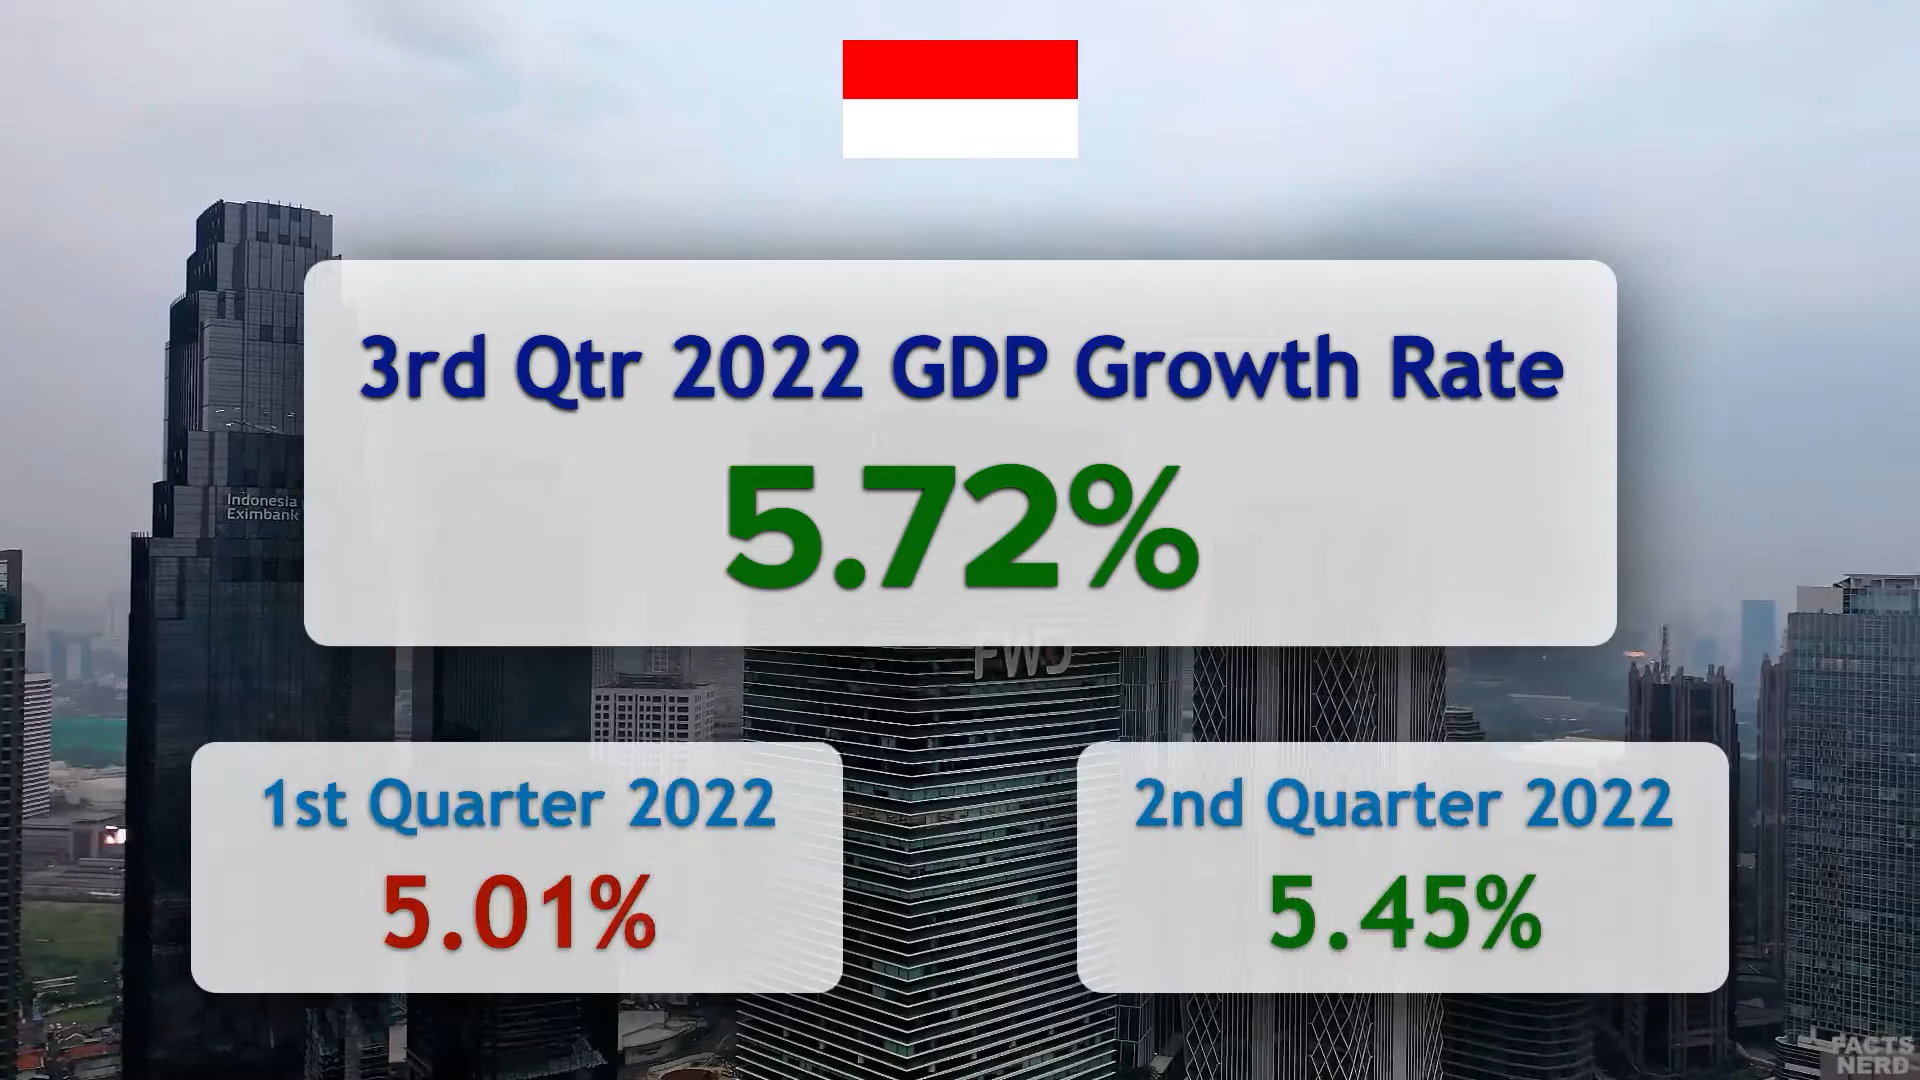 3rd Qtr 2022 GDP Growth Rate
5.72%
Indonesia
Eximbank
FWD
1st Quarter 2022
5.01%
2nd Quarter 2022
5.45%
FACTS
NERD